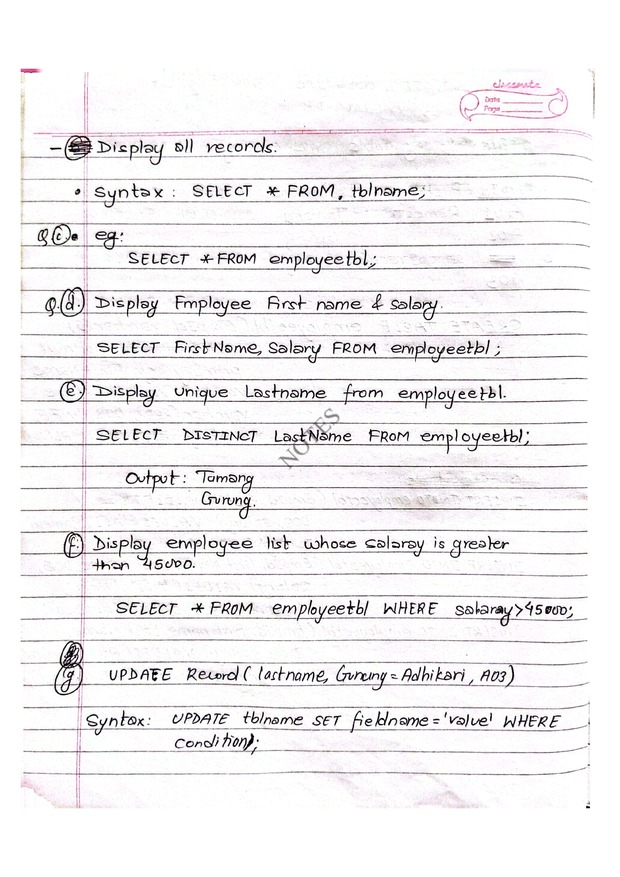 classmate
Date
Page
- Display all records.
• Syntax : SELECT * FROM, tblname;
Q (c). • eg:
SELECT * FROM employeetbl;
Q. (d.) Display Employee First name & salary.
SELECT FirstName, Salary FROM employeetbl ;
(e.) Display unique Lastname from employeetbl.
SELECT DISTINCT LastName FROM employeetbl;
NOTES
Output : Tamang
Gurung.
(f.) Display employee list whose salaray is greater
than 45000.
SELECT * FROM employeetbl WHERE salaray>45000;
(g.) UPDATE Record ( lastname, Gurung = Adhikari , A03 )
Syntax: UPDATE tblname SET fieldname = 'value' WHERE
condition;